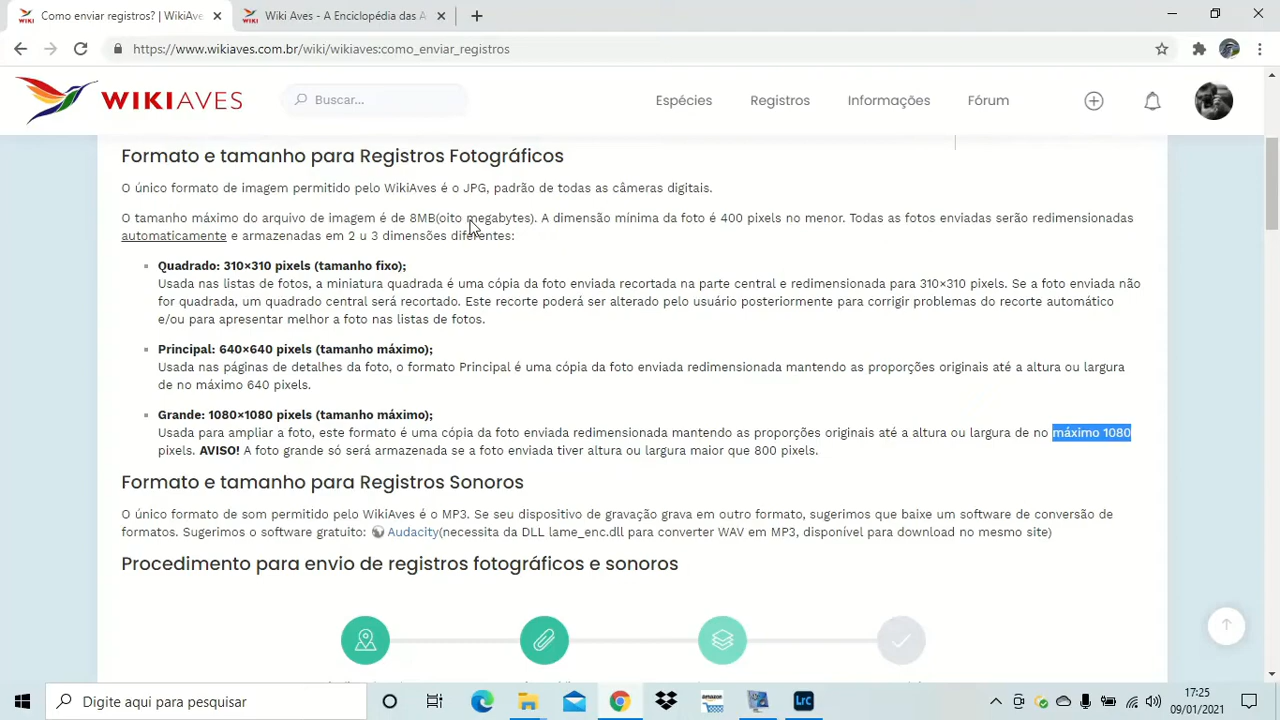 Como enviar registros? | WikiAve
Wiki Aves - A Enciclopédia das A
https://www.wikiaves.com.br/wiki/wikiaves:como_enviar_registros
WIKIAVES
Buscar...
Espécies
Registros
Informações
Fórum
Formato e tamanho para Registros Fotográficos
O único formato de imagem permitido pelo WikiAves é o JPG, padrão de todas as câmeras digitais.
O tamanho máximo do arquivo de imagem é de 8MB(oito megabytes). A dimensão mínima da foto é 400 pixels no menor. Todas as fotos enviadas serão redimensionadas
automaticamente e armazenadas em 2 u 3 dimensões diferentes:
Quadrado: 310×310 pixels (tamanho fixo);
Usada nas listas de fotos, a miniatura quadrada é uma cópia da foto enviada recortada na parte central e redimensionada para 310×310 pixels. Se a foto enviada não
for quadrada, um quadrado central será recortado. Este recorte poderá ser alterado pelo usuário posteriormente para corrigir problemas do recorte automático
e/ou para apresentar melhor a foto nas listas de fotos.
Principal: 640×640 pixels (tamanho máximo);
Usada nas páginas de detalhes da foto, o formato Principal é uma cópia da foto enviada redimensionada mantendo as proporções originais até a altura ou largura
de no máximo 640 pixels.
Grande: 1080×1080 pixels (tamanho máximo);
Usada para ampliar a foto, este formato é uma cópia da foto enviada redimensionada mantendo as proporções originais até a altura ou largura de no máximo 1080
pixels. AVISO! A foto grande só será armazenada se a foto enviada tiver altura ou largura maior que 800 pixels.
Formato e tamanho para Registros Sonoros
O único formato de som permitido pelo WikiAves é o MP3. Se seu dispositivo de gravação grava em outro formato, sugerimos que baixe um software de conversão de
formatos. Sugerimos o software gratuito: Audacity(necessita da DLL lame_enc.dll para converter WAV em MP3, disponível para download no mesmo site)
Procedimento para envio de registros fotográficos e sonoros
Digite aqui para pesquisar
amazon
LrC
17:25
09/01/2021